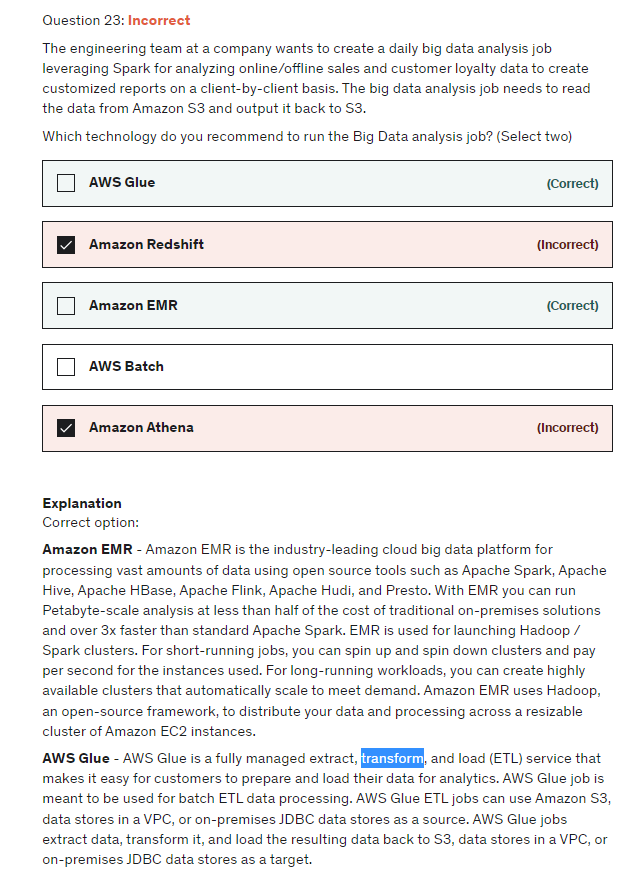 Question 23: Incorrect
The engineering team at a company wants to create a daily big data analysis job
leveraging Spark for analyzing online/offline sales and customer loyalty data to create
customized reports on a client-by-client basis. The big data analysis job needs to read
the data from Amazon S3 and output it back to S3.
Which technology do you recommend to run the Big Data analysis job? (Select two)
AWS Glue (Correct)
Amazon Redshift (Incorrect)
Amazon EMR (Correct)
AWS Batch
Amazon Athena (Incorrect)
Explanation
Correct option:
Amazon EMR - Amazon EMR is the industry-leading cloud big data platform for
processing vast amounts of data using open source tools such as Apache Spark, Apache
Hive, Apache HBase, Apache Flink, Apache Hudi, and Presto. With EMR you can run
Petabyte-scale analysis at less than half of the cost of traditional on-premises solutions
and over 3x faster than standard Apache Spark. EMR is used for launching Hadoop /
Spark clusters. For short-running jobs, you can spin up and spin down clusters and pay
per second for the instances used. For long-running workloads, you can create highly
available clusters that automatically scale to meet demand. Amazon EMR uses Hadoop,
an open-source framework, to distribute your data and processing across a resizable
cluster of Amazon EC2 instances.
AWS Glue - AWS Glue is a fully managed extract, transform, and load (ETL) service that
makes it easy for customers to prepare and load their data for analytics. AWS Glue job is
meant to be used for batch ETL data processing. AWS Glue ETL jobs can use Amazon S3,
data stores in a VPC, or on-premises JDBC data stores as a source. AWS Glue jobs
extract data, transform it, and load the resulting data back to S3, data stores in a VPC, or
on-premises JDBC data stores as a target.